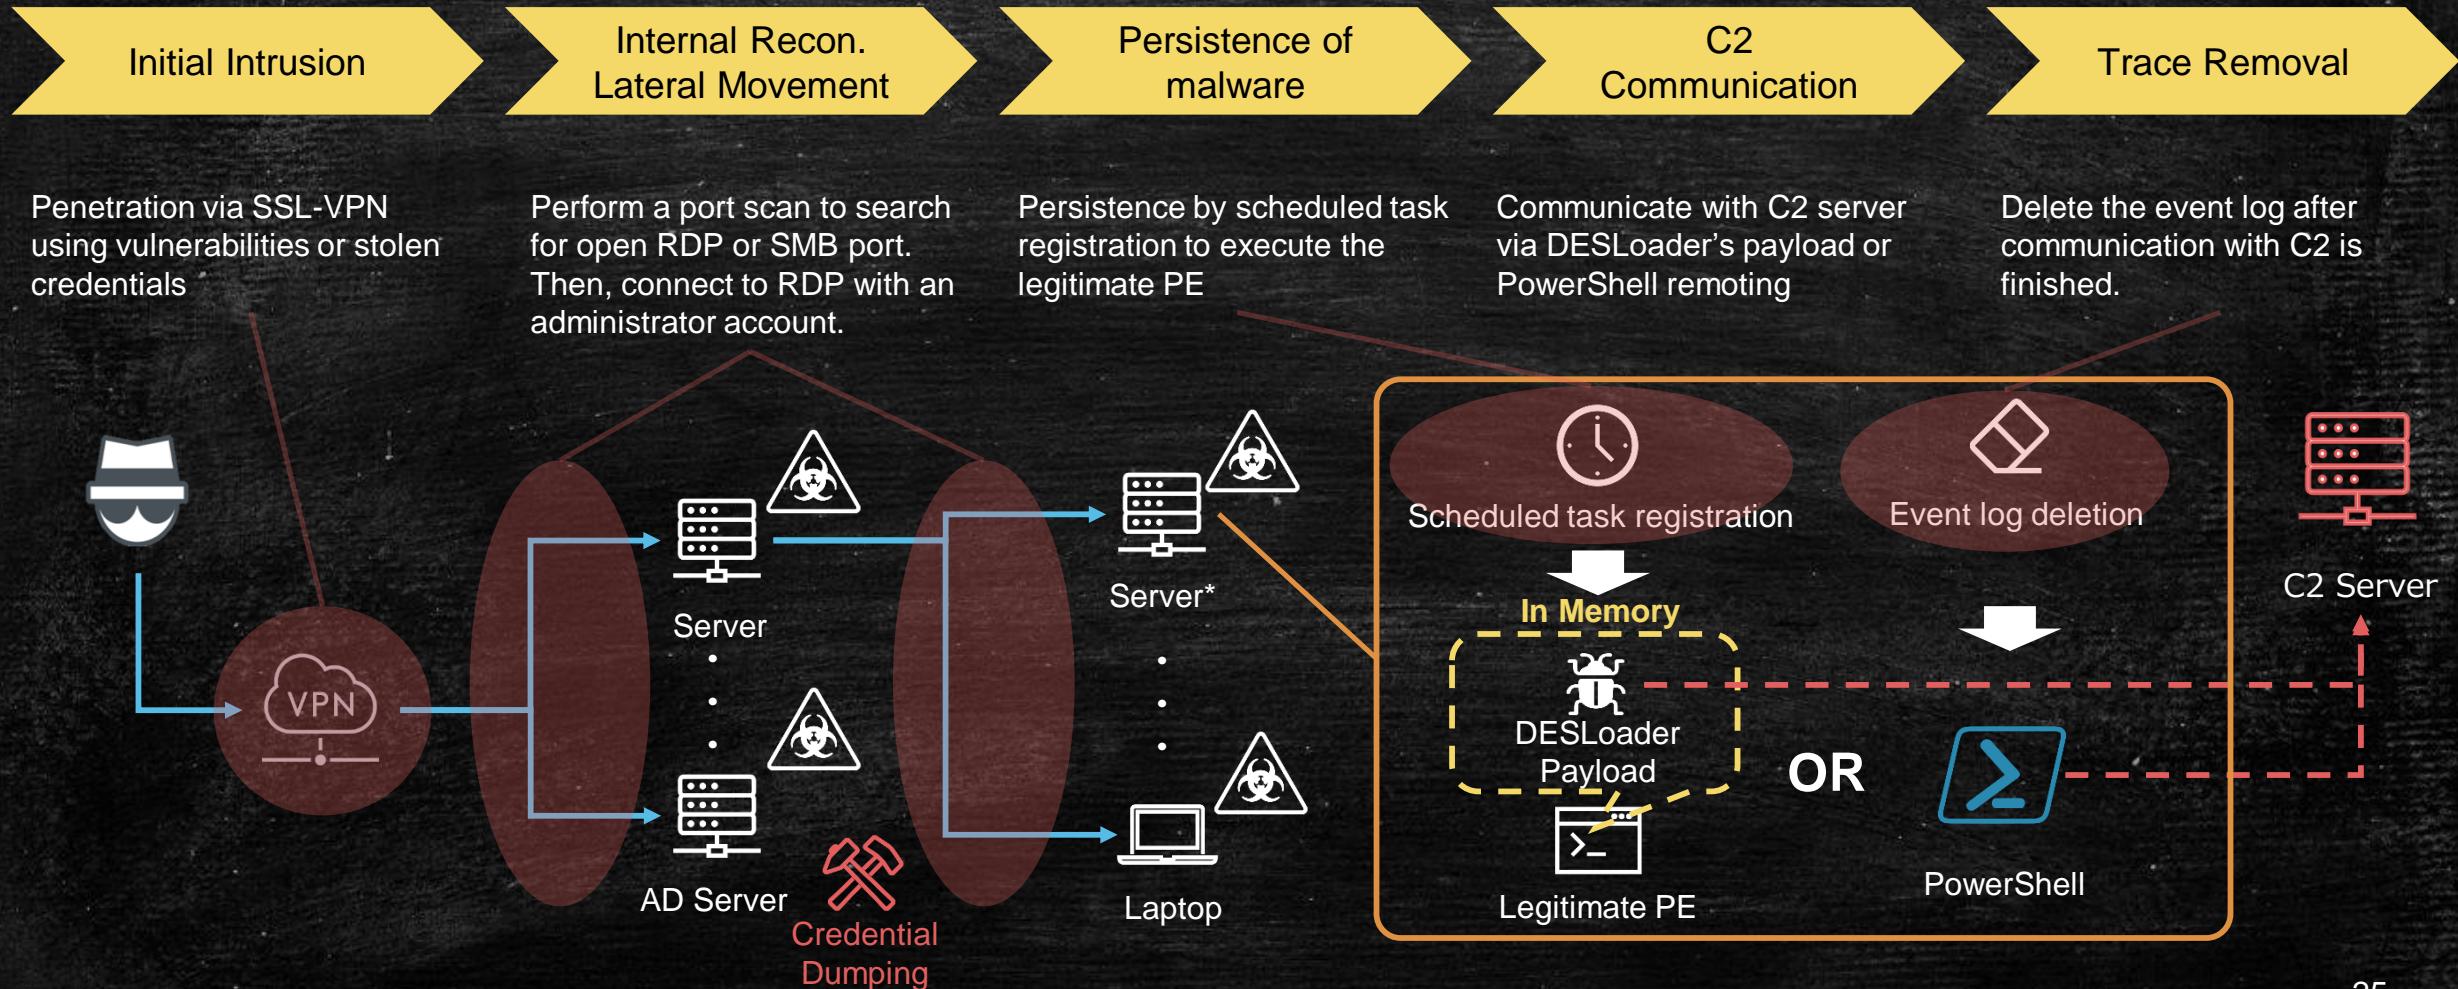 Initial Intrusion
Internal Recon.
Lateral Movement
Persistence of
malware
C2
Communication
Trace Removal
Penetration via SSL-VPN
using vulnerabilities or stolen
credentials
Perform a port scan to search
for open RDP or SMB port.
Then, connect to RDP with an
administrator account.
Persistence by scheduled task
registration to execute the
legitimate PE
Communicate with C2 server
via DESLoader’s payload or
PowerShell remoting
Delete the event log after
communication with C2 is
finished.
VPN
Server
AD Server
Credential
Dumping
Server*
Laptop
Scheduled task registration
In Memory
DESLoader
Payload
Legitimate PE
OR
Event log deletion
PowerShell
C2 Server